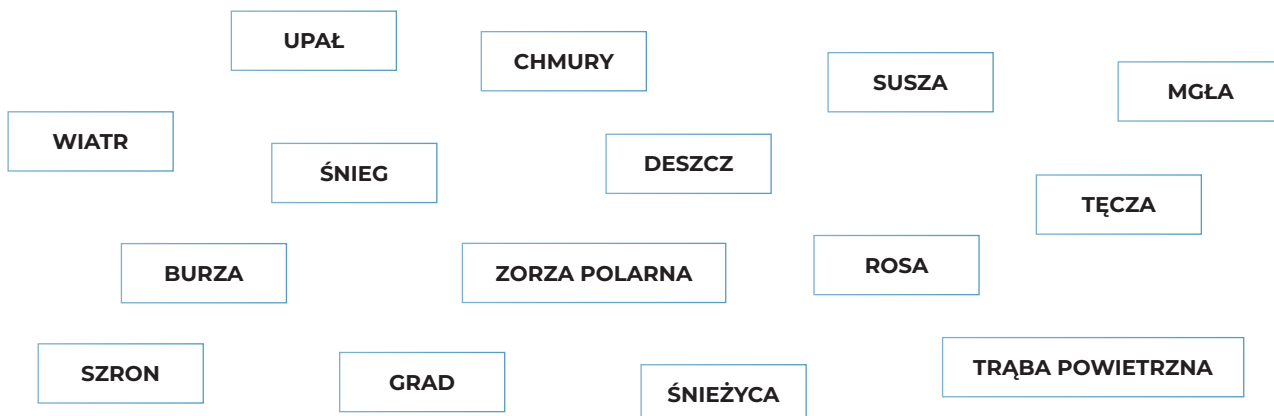 UPAŁ
CHMURY
SUSZA
MGŁA
WIATR
ŚNIEG
DESZCZ
TĘCZA
BURZA
ZORZA POLARNA
ROSA
SZRON
GRAD
ŚNIEŻYCA
TRĄBA POWIETRZNA